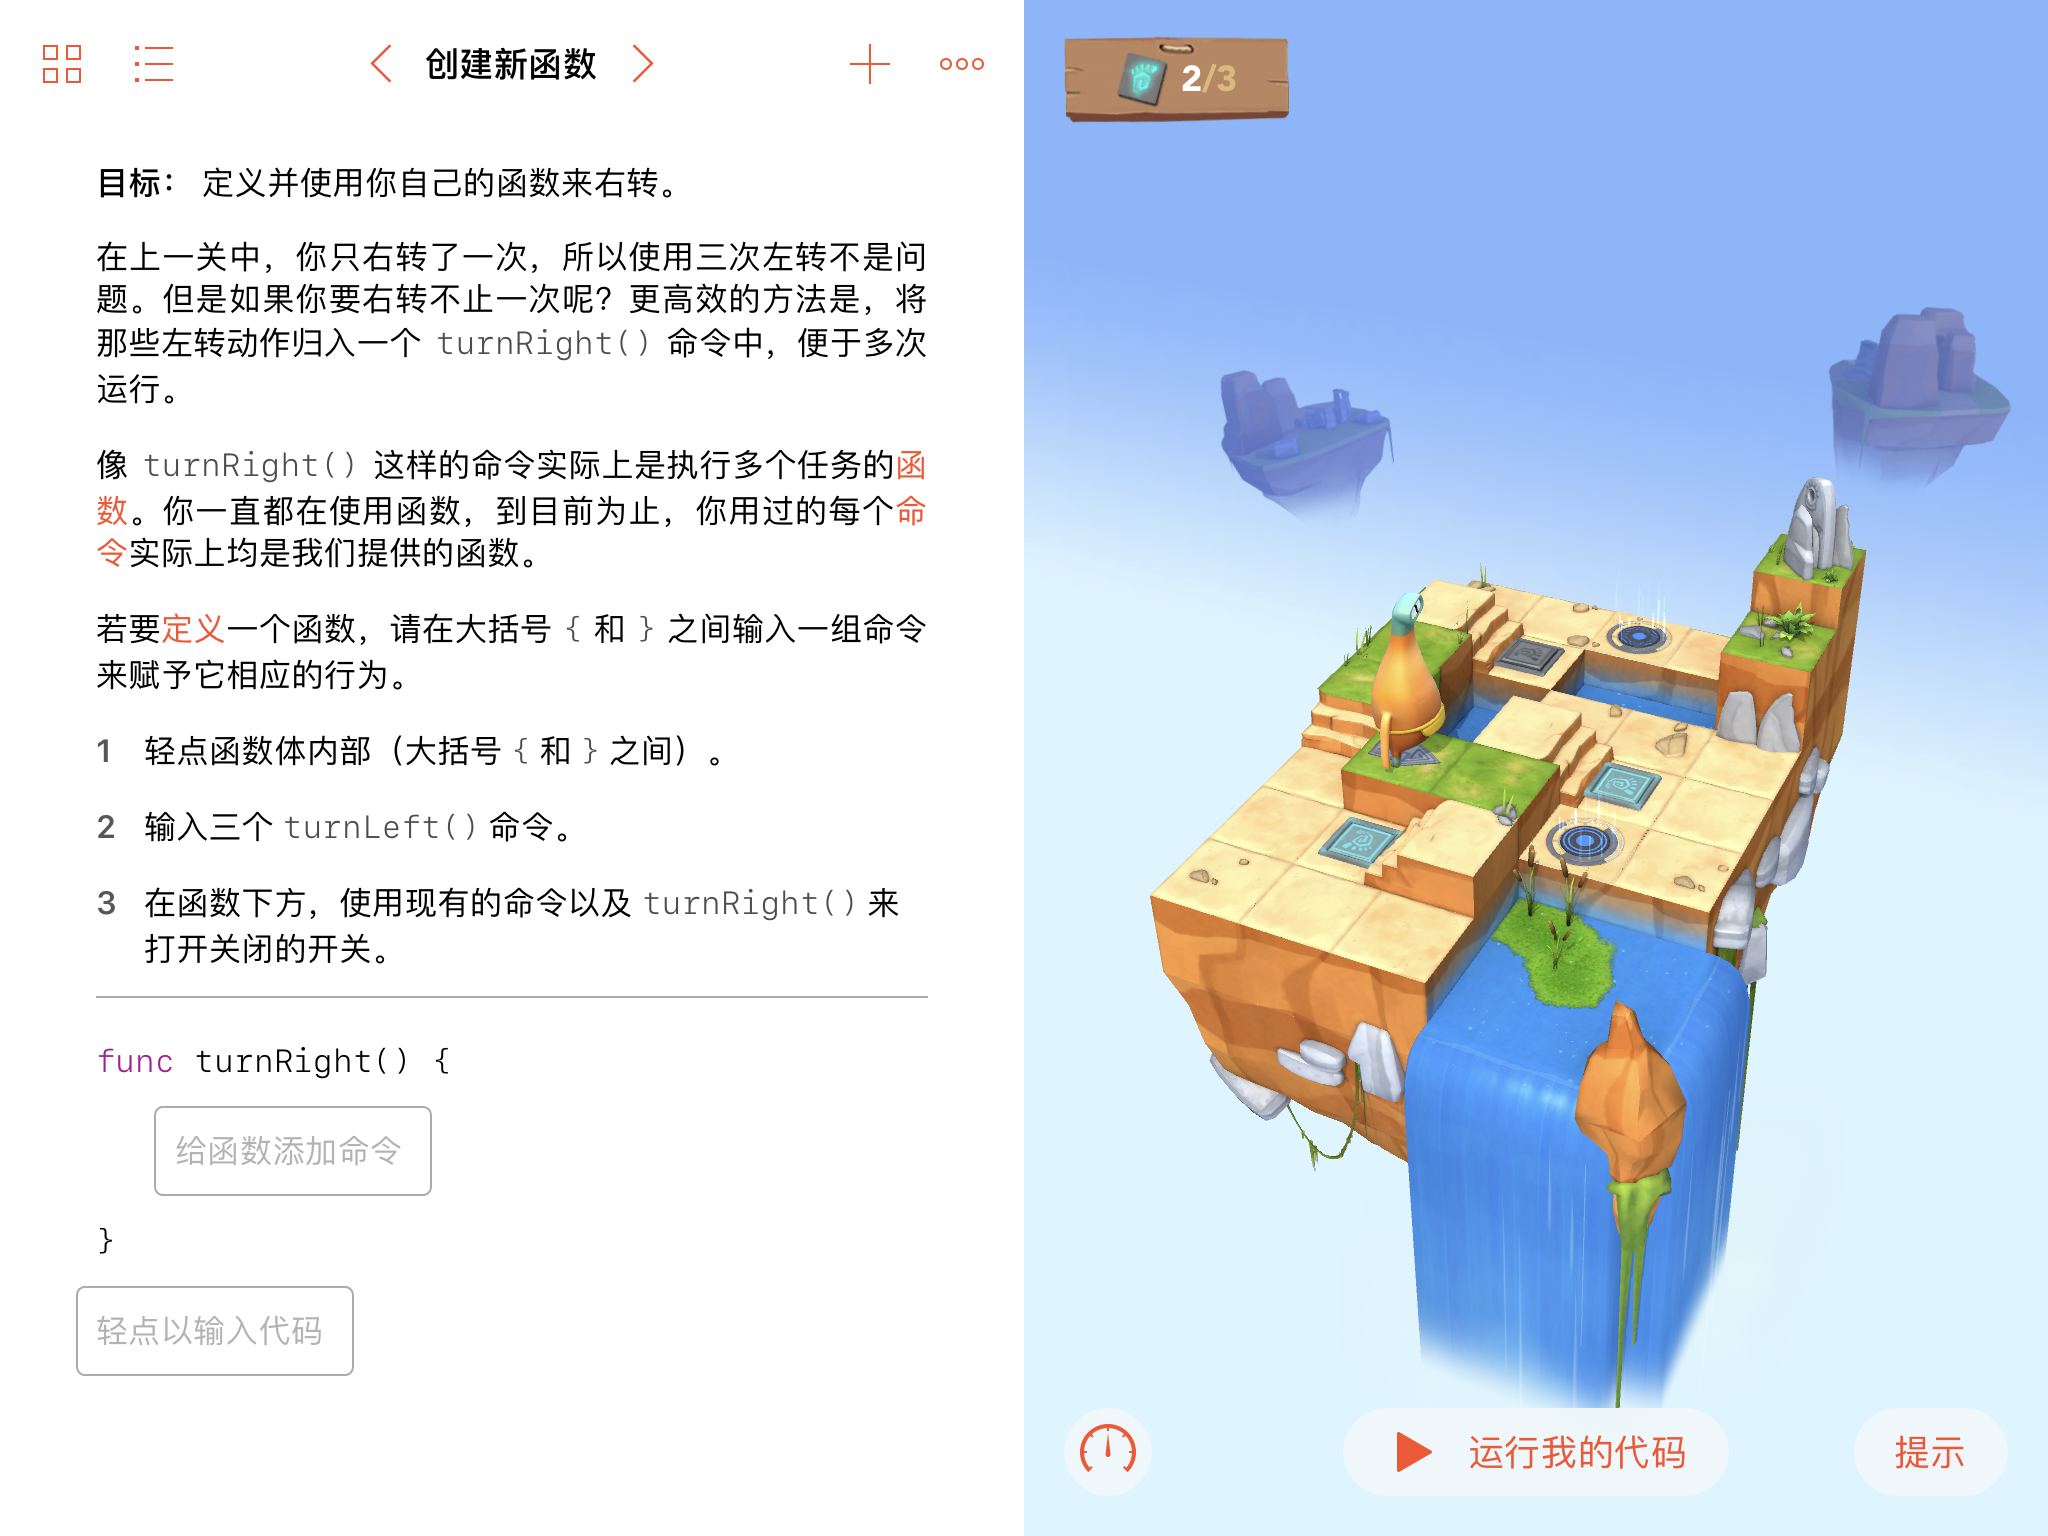 创建新函数
目标： 定义并使用你自己的函数来右转。
在上一关中，你只右转了一次，所以使用三次左转不是问
题。但是如果你要右转不止一次呢？更高效的方法是，将
那些左转动作归入一个 turnRight() 命令中，便于多次
运行。
像 turnRight() 这样的命令实际上是执行多个任务的函
数。你一直都在使用函数，到目前为止，你用过的每个命
令实际上均是我们提供的函数。
若要定义一个函数，请在大括号 { 和 } 之间输入一组命令
来赋予它相应的行为。
1 轻点函数体内部（大括号 { 和 } 之间）。
2 输入三个 turnLeft() 命令。
3 在函数下方，使用现有的命令以及 turnRight() 来
打开关闭的开关。
func turnRight() {
给函数添加命令
}
轻点以输入代码
2/3
运行我的代码
提示